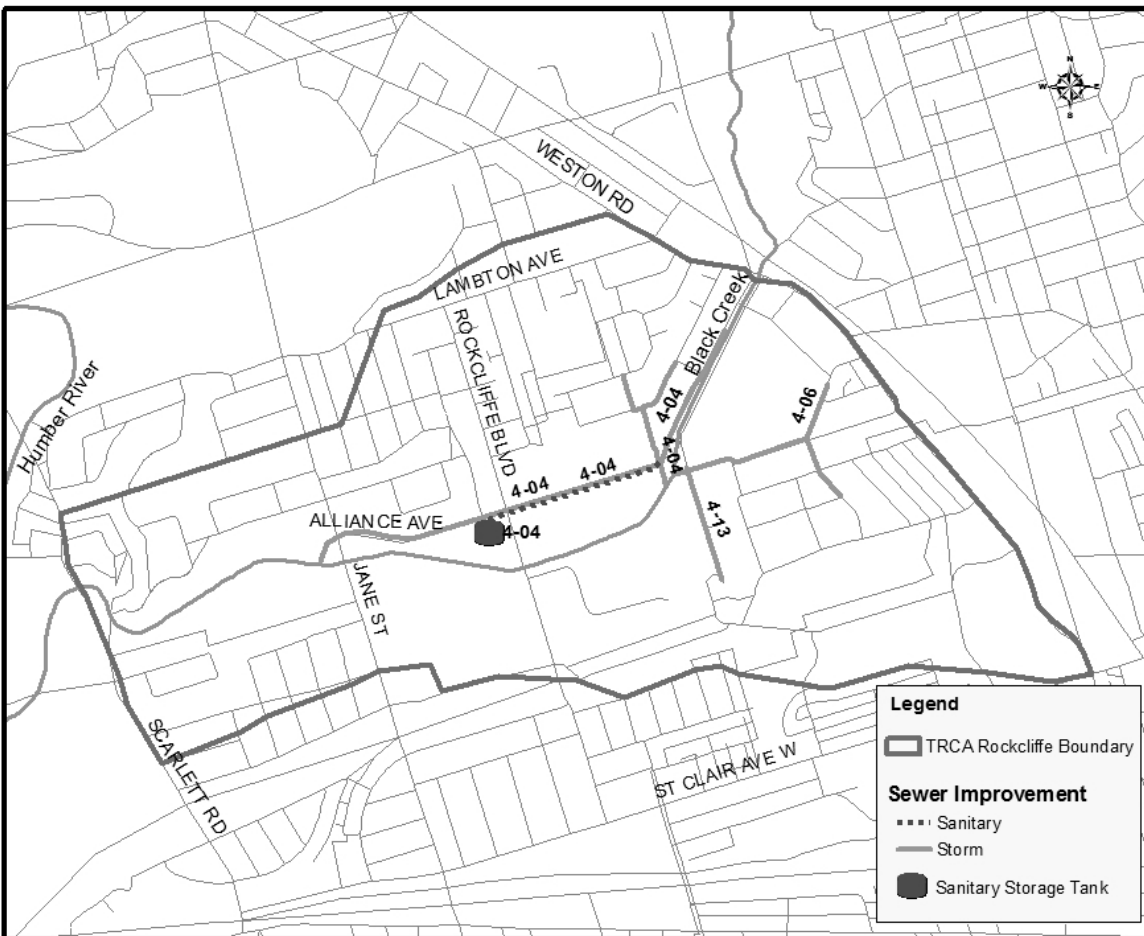 N
W E
S
WESTON RD
LAMBTON AVE
ROCKCLIFFE BLVD
Black Creek
Humber River
4-04
4-06
4-04
4-04
4-04
4-13
ALLIANCE AVE
4-04
JANE ST
SCARLETT RD
ST CLAIR AVE W
Legend
TRCA Rockcliffe Boundary
Sewer Improvement
Sanitary
Storm
Sanitary Storage Tank